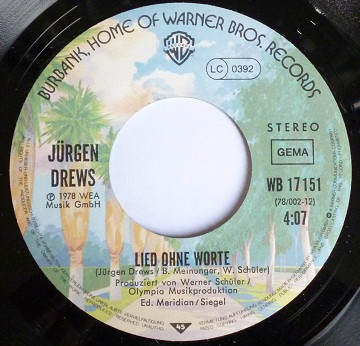 BURBANK, HOME OF WARNER BROS. RECORDS
LC 0392
STEREO
GEMA
JÜRGEN
DREWS
℗ 1978 WEA
Musik GmbH
WB 17 151
(78/002-12)
4:07
LIED OHNE WORTE
(Jürgen Drews / B. Meinunger, W. Schüler)
Produziert von Werner Schüler /
Olympia Musikproduktion
Ed. Meridian/Siegel
45